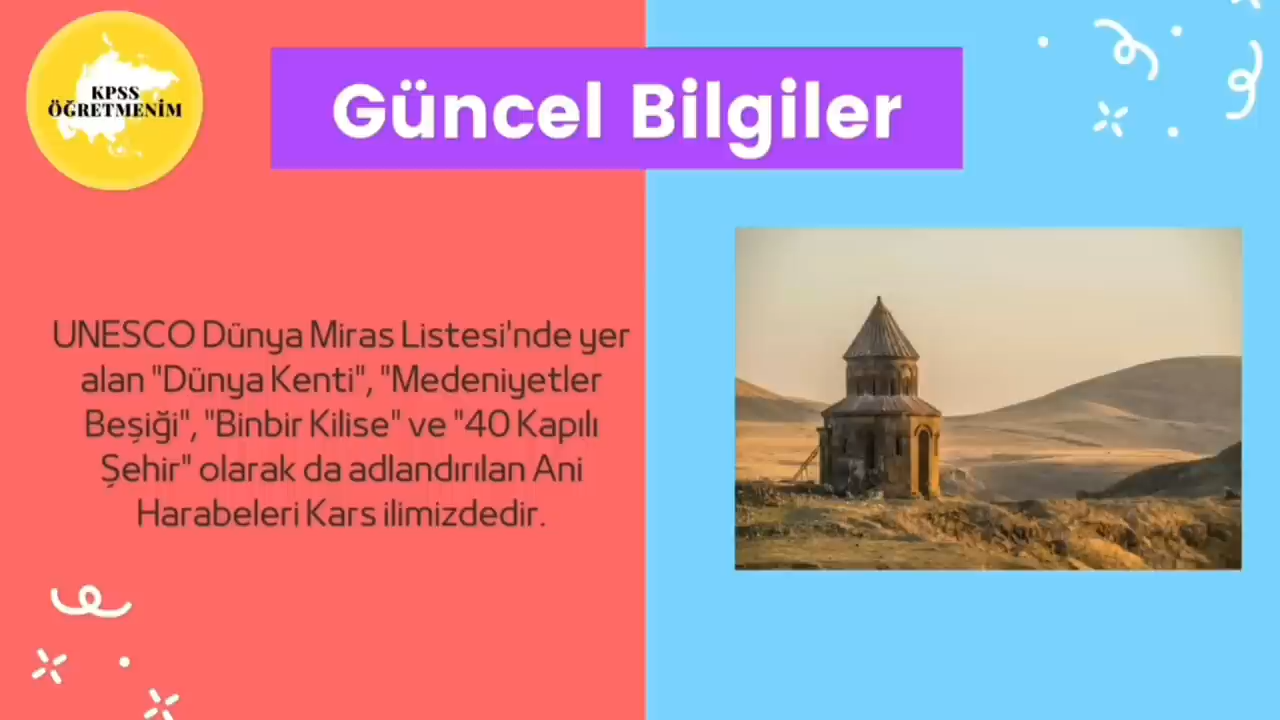 KPSS
ÖĞRETMENİM
Güncel Bilgiler
UNESCO Dünya Miras Listesi'nde yer
alan "Dünya Kenti", "Medeniyetler
Beşiği", "Binbir Kilise" ve "40 Kapılı
Şehir" olarak da adlandırılan Ani
Harabeleri Kars ilimizdedir.